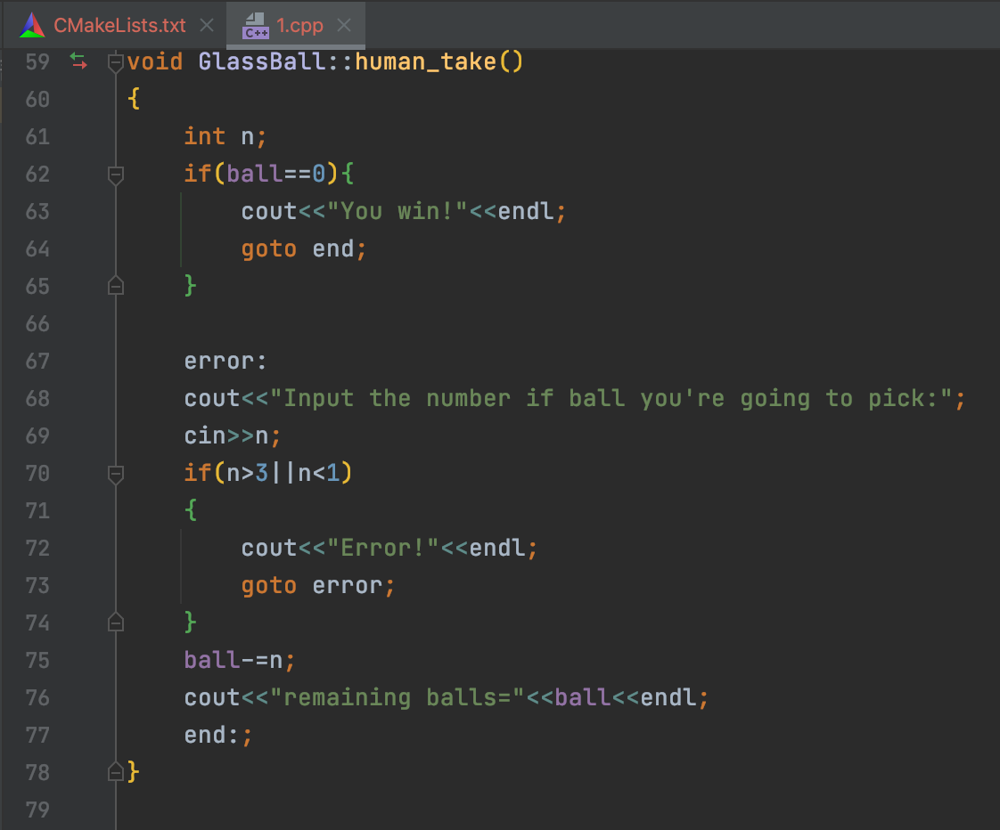 CMakeLists.txt 1.cpp
C++
59 void GlassBall::human_take()
60 {
61 int n;
62 if(ball==0){
63 cout<<"You win!"<<endl;
64 goto end;
65 }
66
67 error:
68 cout<<"Input the number if ball you're going to pick:";
69 cin>>n;
70 if(n>3||n<1)
71 {
72 cout<<"Error!"<<endl;
73 goto error;
74 }
75 ball-=n;
76 cout<<"remaining balls="<<ball<<endl;
77 end:;
78 }
79